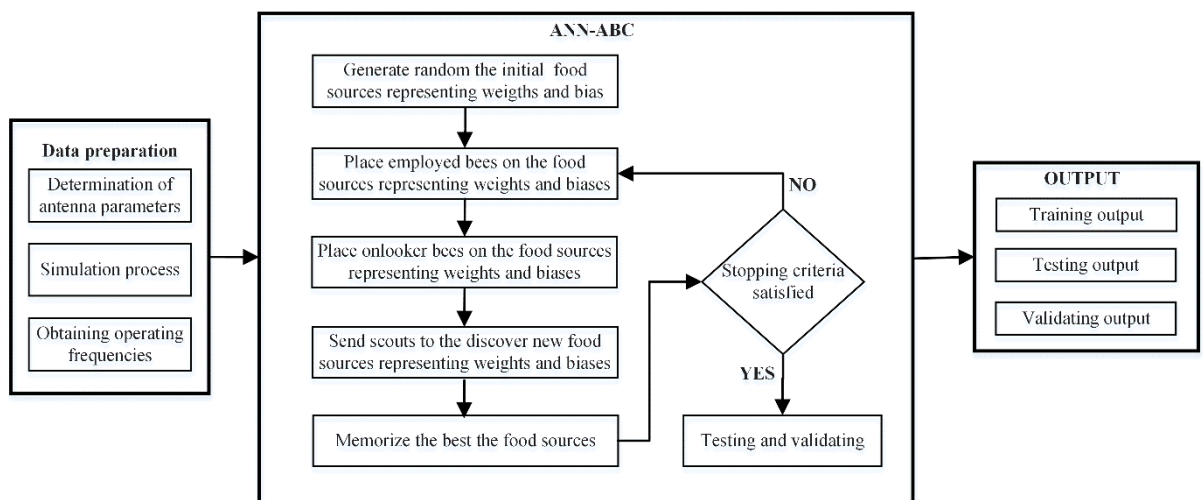 Data preparation
Determination of
antenna parameters
Simulation process
Obtaining operating
frequencies
ANN-ABC
Generate random the initial food
sources representing weigths and bias
Place employed bees on the food
sources representing weights and biases
Place onlooker bees on the food sources
representing weights and biases
Send scouts to the discover new food
sources representing weights and biases
Memorize the best the food sources
NO
Stopping criteria
satisfied
YES
Testing and validating
OUTPUT
Training output
Testing output
Validating output